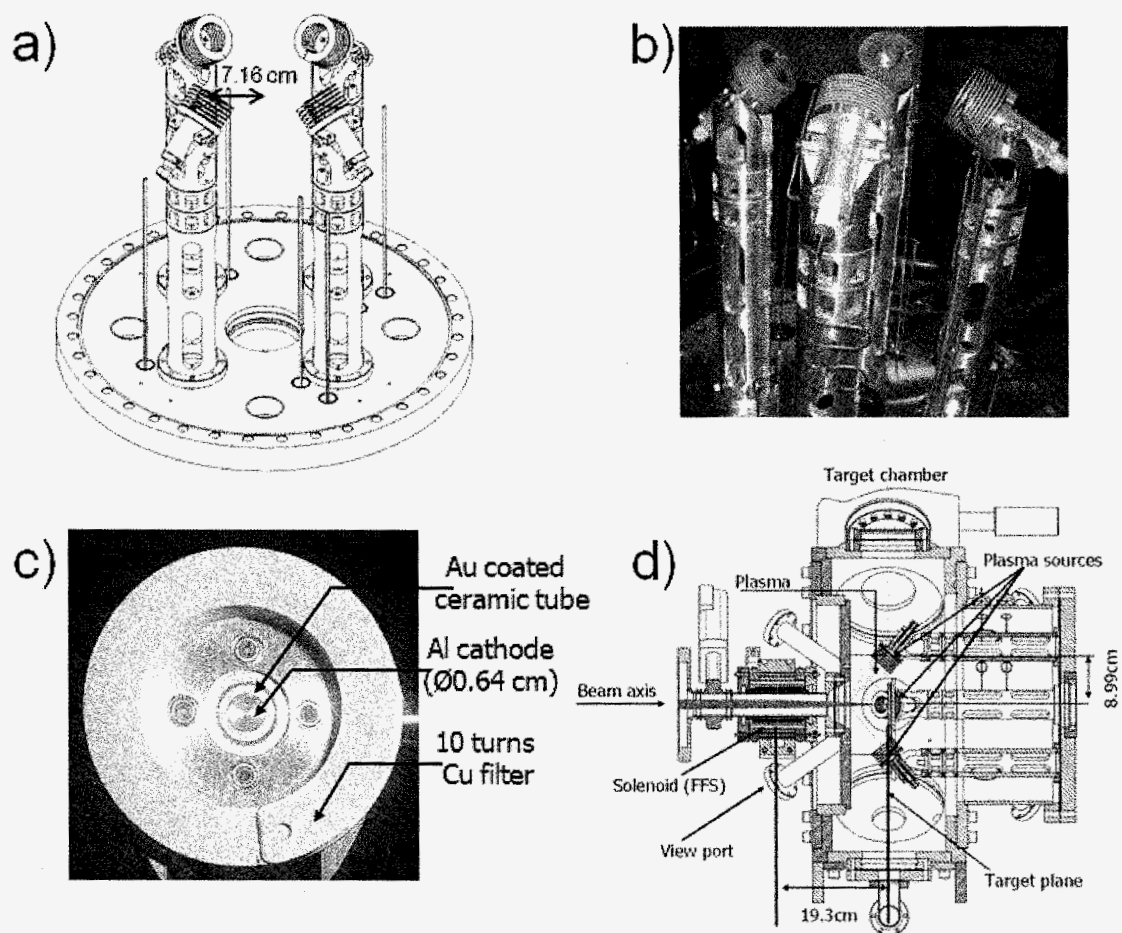 a)
7.16 cm
b)
c)
Au coated
ceramic tube
Al cathode
(Ø0.64 cm)
10 turns
Cu filter
d)
Target chamber
Plasma sources
Plasma
Beam axis
8.99cm
Solenoid (FFS)
View port
Target plane
19.3cm